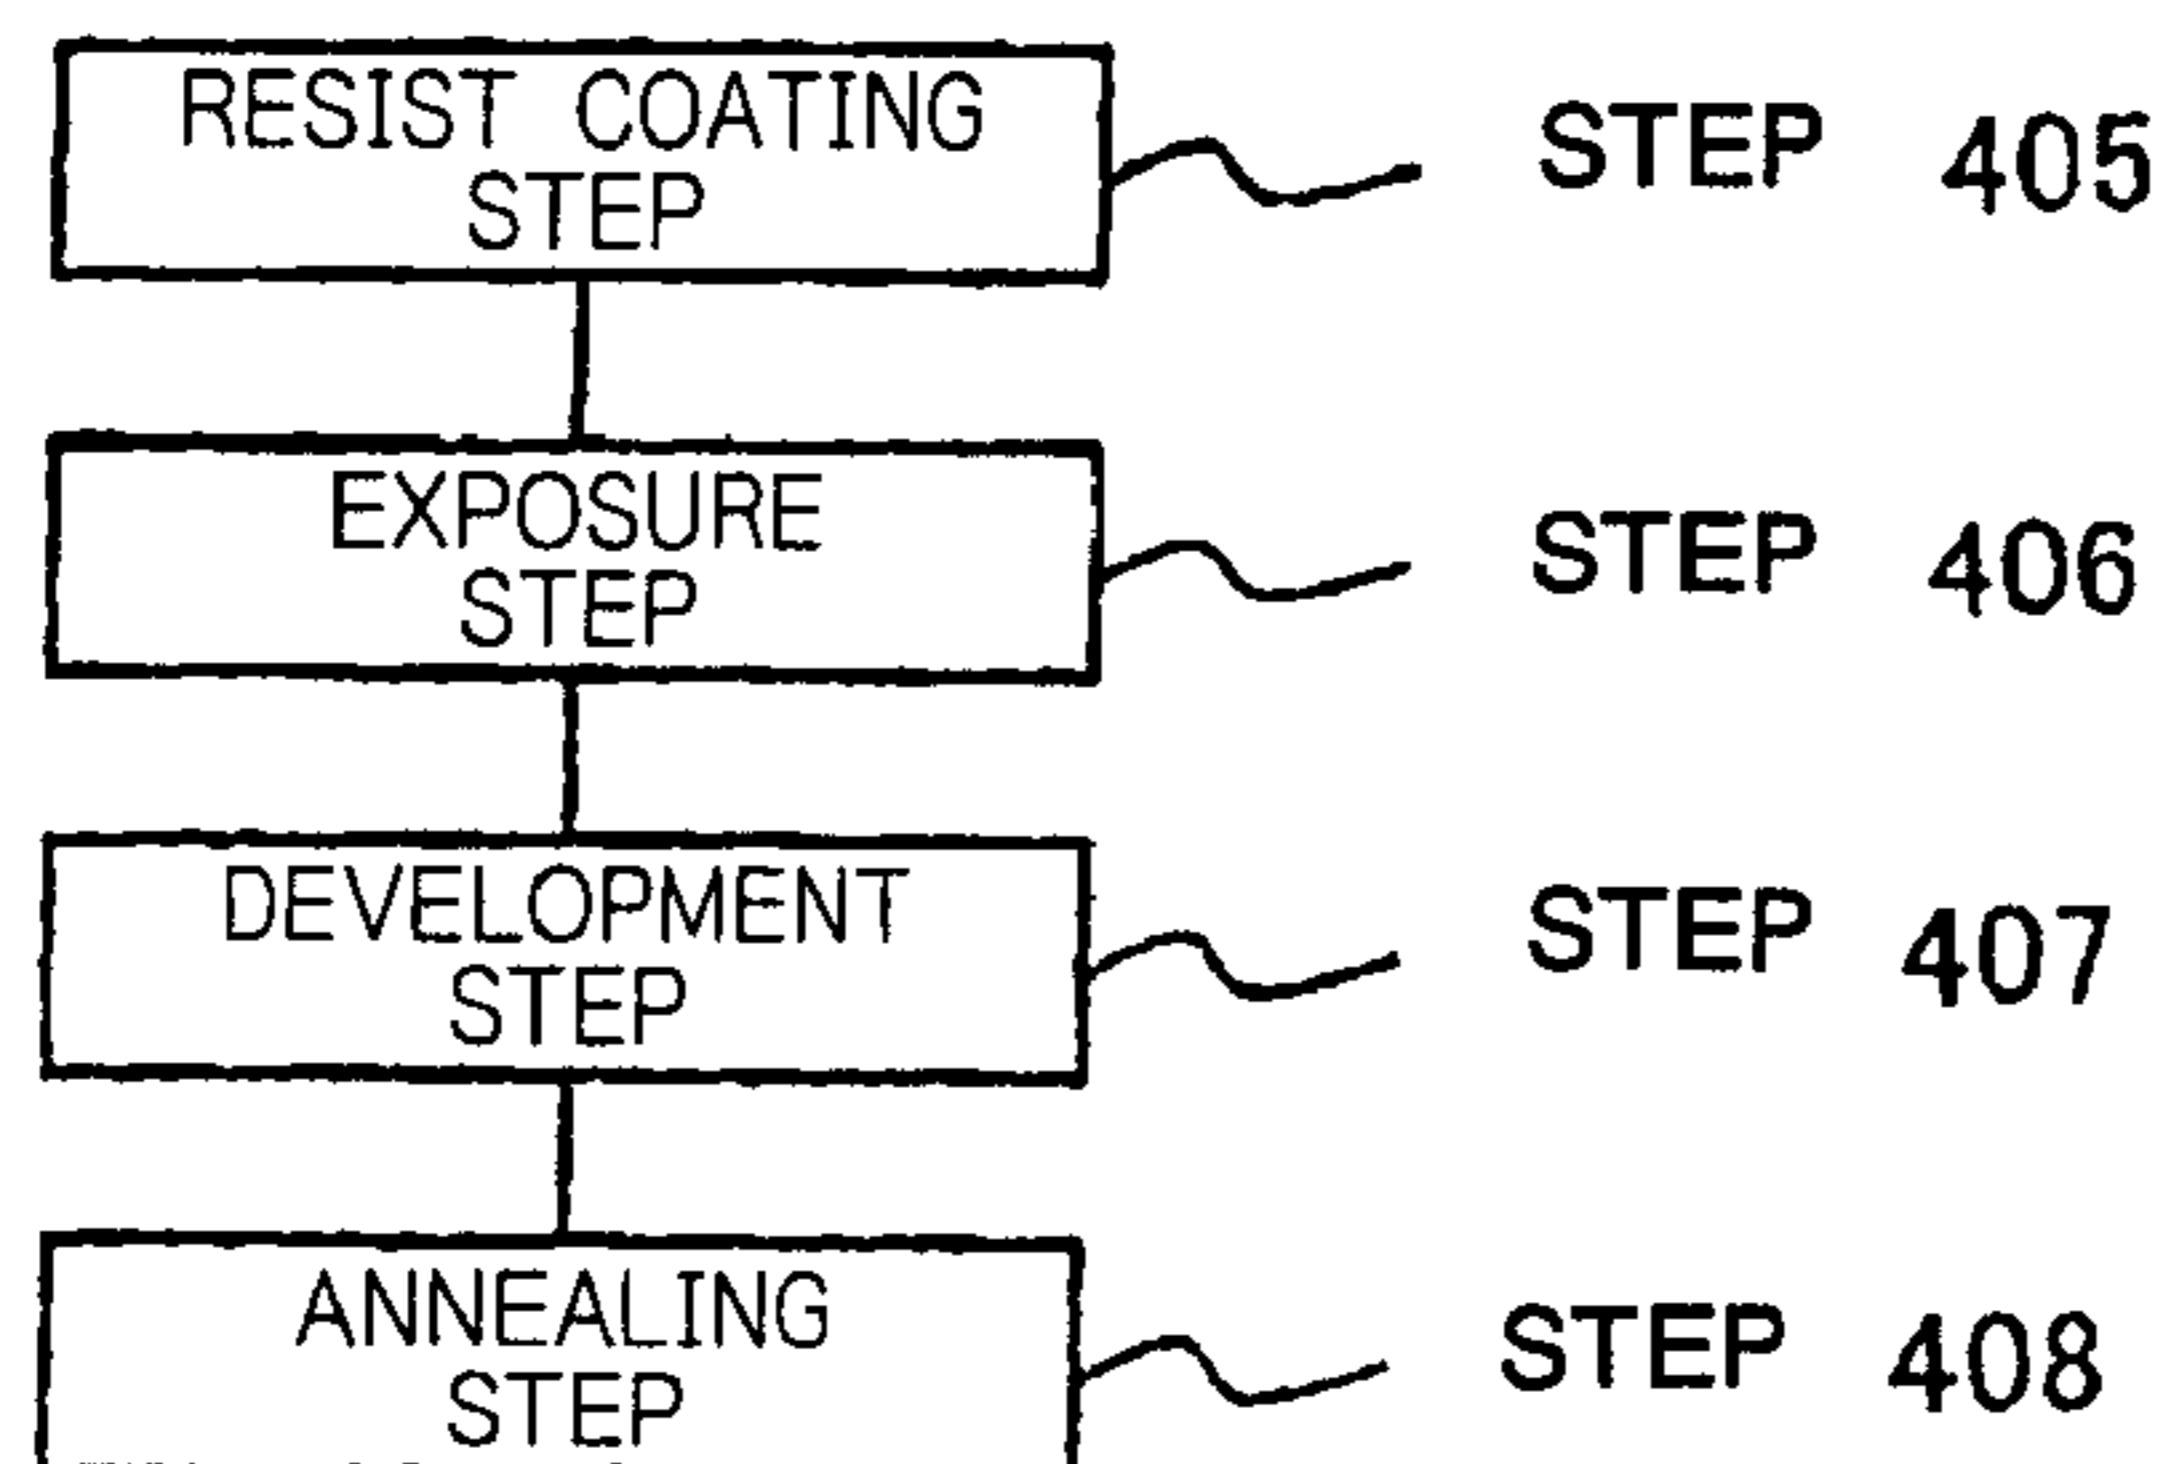 RESIST COATING
STEP
STEP 405
EXPOSURE
STEP
STEP 406
DEVELOPMENT
STEP
STEP 407
ANNEALING
STEP
STEP 408